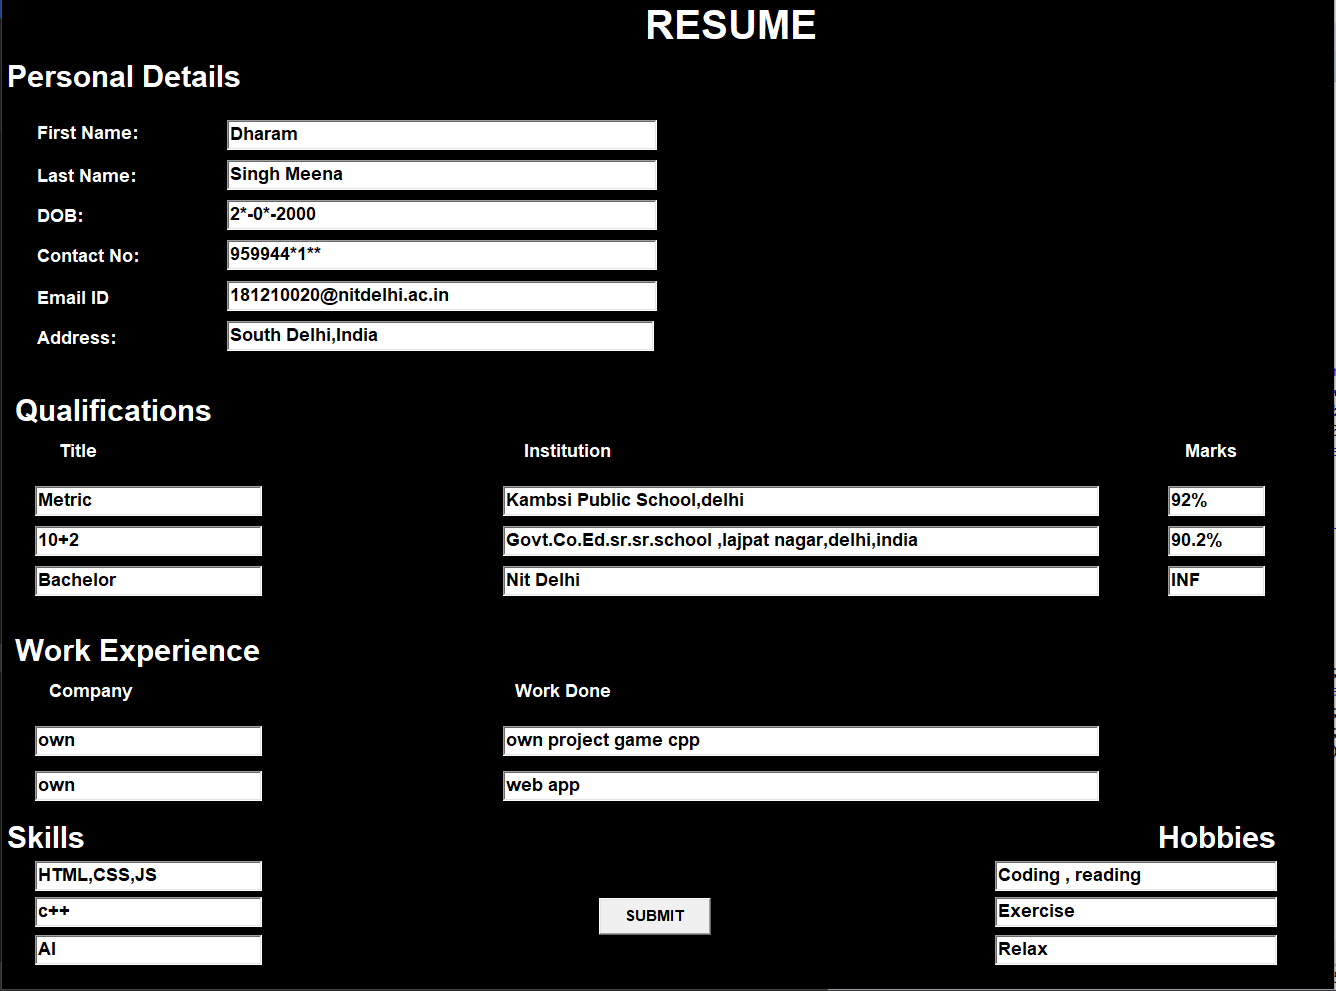 RESUME
Personal Details
First Name: Dharam
Last Name: Singh Meena
DOB: 2*-0*-2000
Contact No: 959944*1**
Email ID 181210020@nitdelhi.ac.in
Address: South Delhi,India
Qualifications
Title Institution Marks
Metric Kambsi Public School,delhi 92%
10+2 Govt.Co.Ed.sr.sr.school ,lajpat nagar,delhi,india 90.2%
Bachelor Nit Delhi INF
Work Experience
Company Work Done
own own project game cpp
own web app
Skills Hobbies
HTML,CSS,JS Coding , reading
c++ SUBMIT Exercise
AI Relax